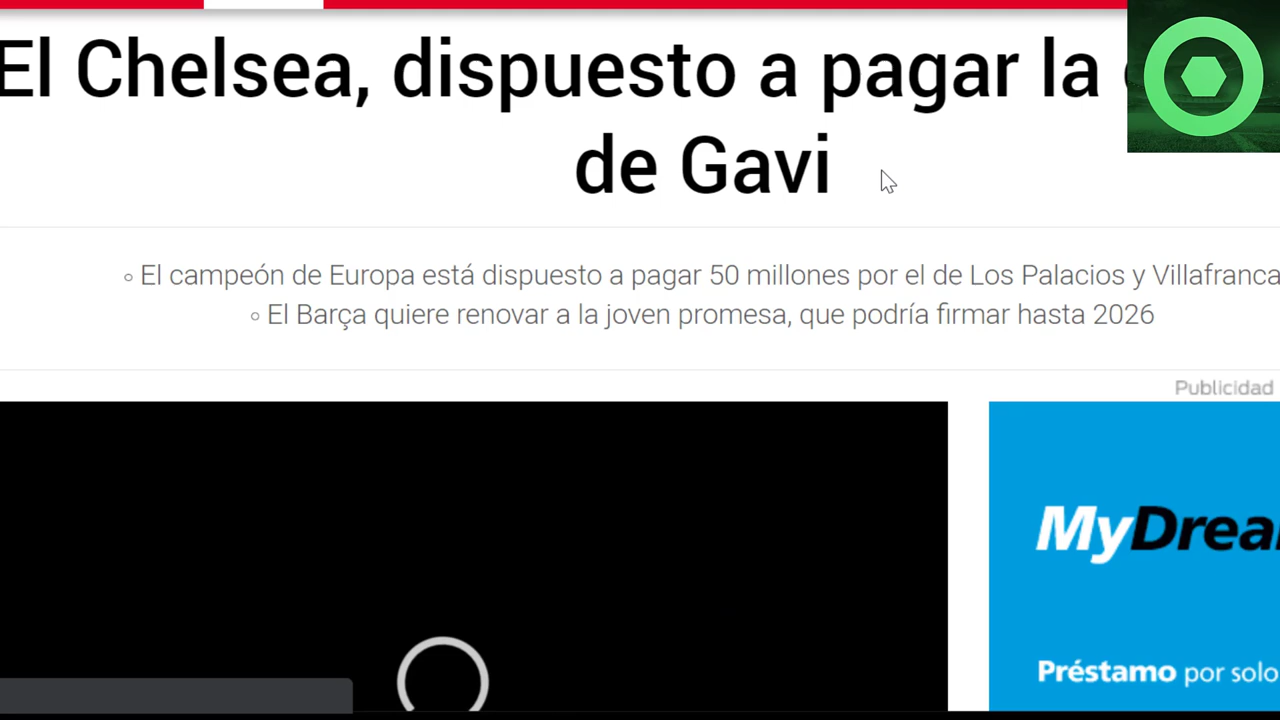 El Chelsea, dispuesto a pagar la
de Gavi
◦ El campeón de Europa está dispuesto a pagar 50 millones por el de Los Palacios y Villafranca
◦ El Barça quiere renovar a la joven promesa, que podría firmar hasta 2026
Publicidad
MyDrea
Préstamo por solo